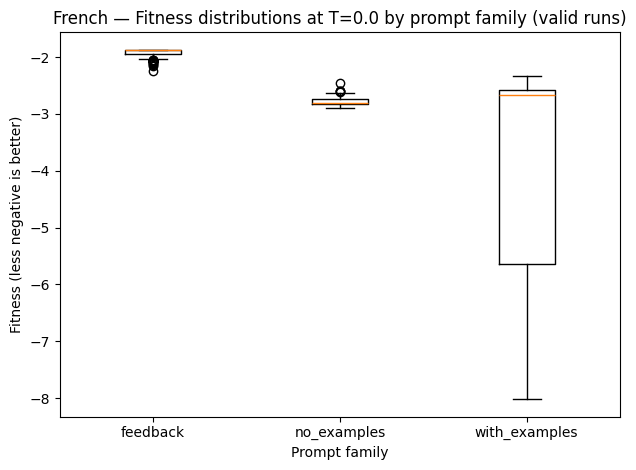 French — Fitness distributions at T=0.0 by prompt family (valid runs)
Fitness (less negative is better)
−2
−3
−4
−5
−6
−7
−8
feedback
no_examples
with_examples
Prompt family